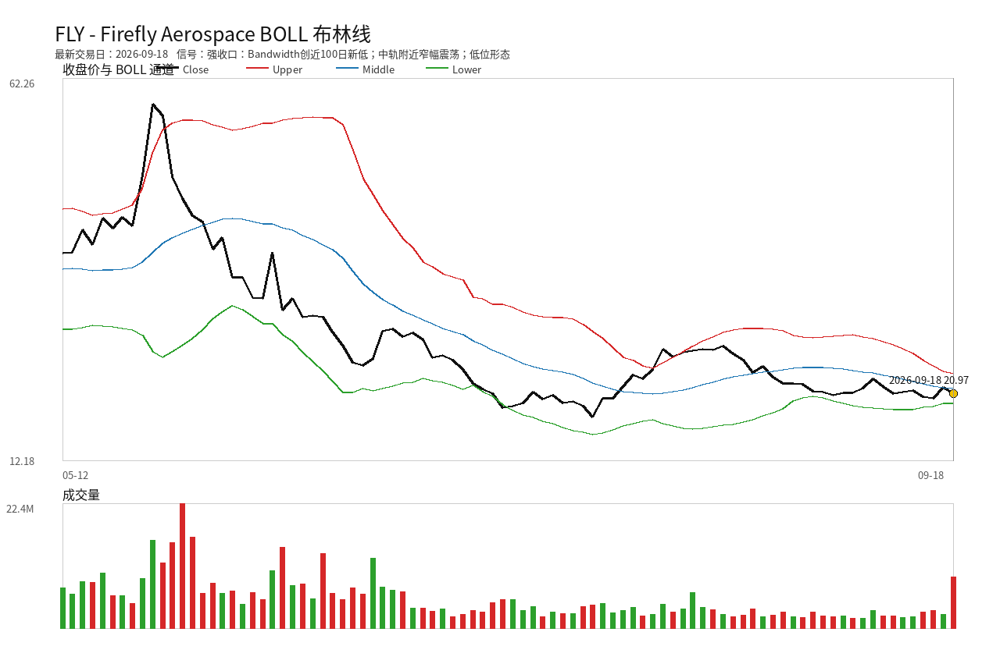 FLY - Firefly Aerospace BOLL 布林线
最新交易日：2026-09-18 信号：强收口：Bandwidth创近100日新低；中轨附近窄幅震荡；低位形态
收盘价与 BOLL 通道 Close Upper Middle Lower
62.26
2026-09-18 20.97
12.18
05-12 09-18
成交量
22.4M